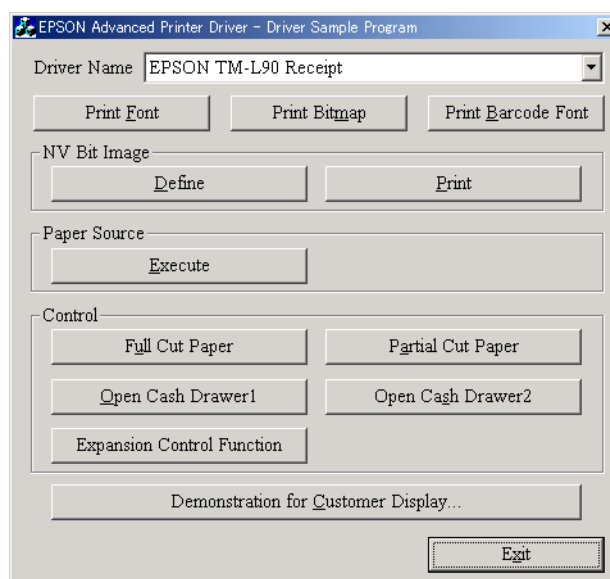 EPSON Advanced Printer Driver - Driver Sample Program
Driver Name EPSON TM-L90 Receipt
Print Font Print Bitmap Print Barcode Font
NV Bit Image
Define Print
Paper Source
Execute
Control
Full Cut Paper Partial Cut Paper
Open Cash Drawer1 Open Cash Drawer2
Expansion Control Function
Demonstration for Customer Display...
Exit